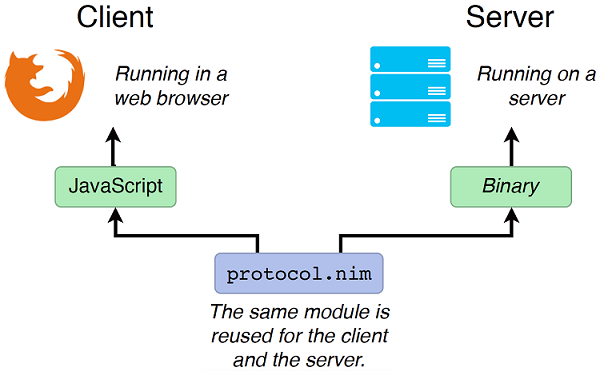 Client
Server
Running in a
web browser
Running on a
server
JavaScript
Binary
protocol.nim
The same module is
reused for the client
and the server.